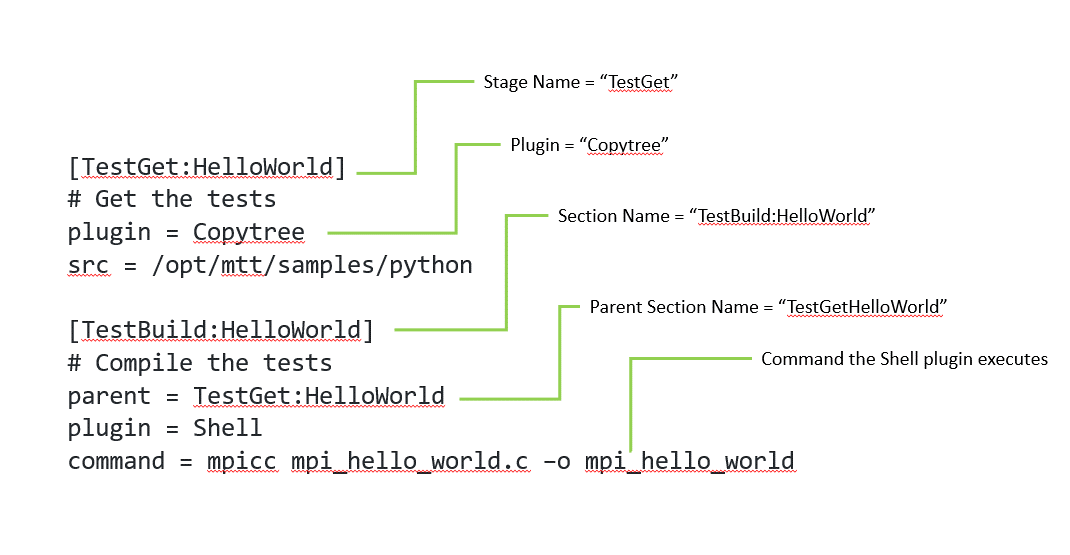 Stage Name = “TestGet”
Plugin = “Copytree”
[TestGet:HelloWorld]
# Get the tests
plugin = Copytree
src = /opt/mtt/samples/python
Section Name = “TestBuild:HelloWorld”
Parent Section Name = “TestGetHelloWorld”
[TestBuild:HelloWorld]
# Compile the tests
Command the Shell plugin executes
parent = TestGet:HelloWorld
plugin = Shell
command = mpicc mpi_hello_world.c –o mpi_hello_world